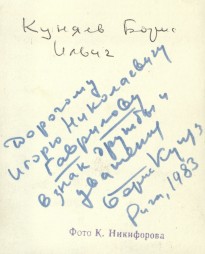 Куняев Борис
Ильич
Дорогому
Игорю Николаевичу
Гаврилову
в знак дружбы и
уважения
Борис Куняев
Рига, 1983
Фото К. Никифорова